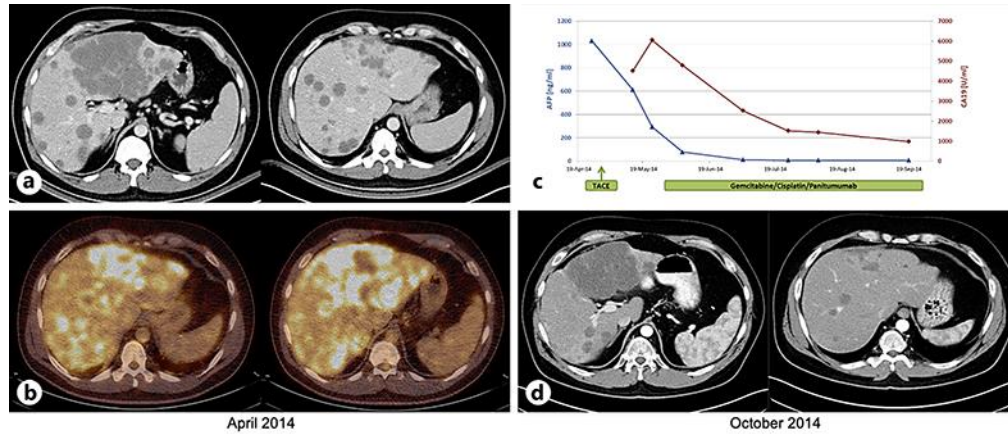 a
b
April 2014
c
1200
1000
800
600
400
200
0
AFP [ng/ml]
7000
6000
5000
4000
3000
2000
1000
0
CA19 [U/ml]
19-Apr-14
19-May-14
19-Jun-14
19-Jul-14
19-Aug-14
19-Sep-14
TACE
Gemcitabine/Cisplatin/Panitumumab
d
October 2014